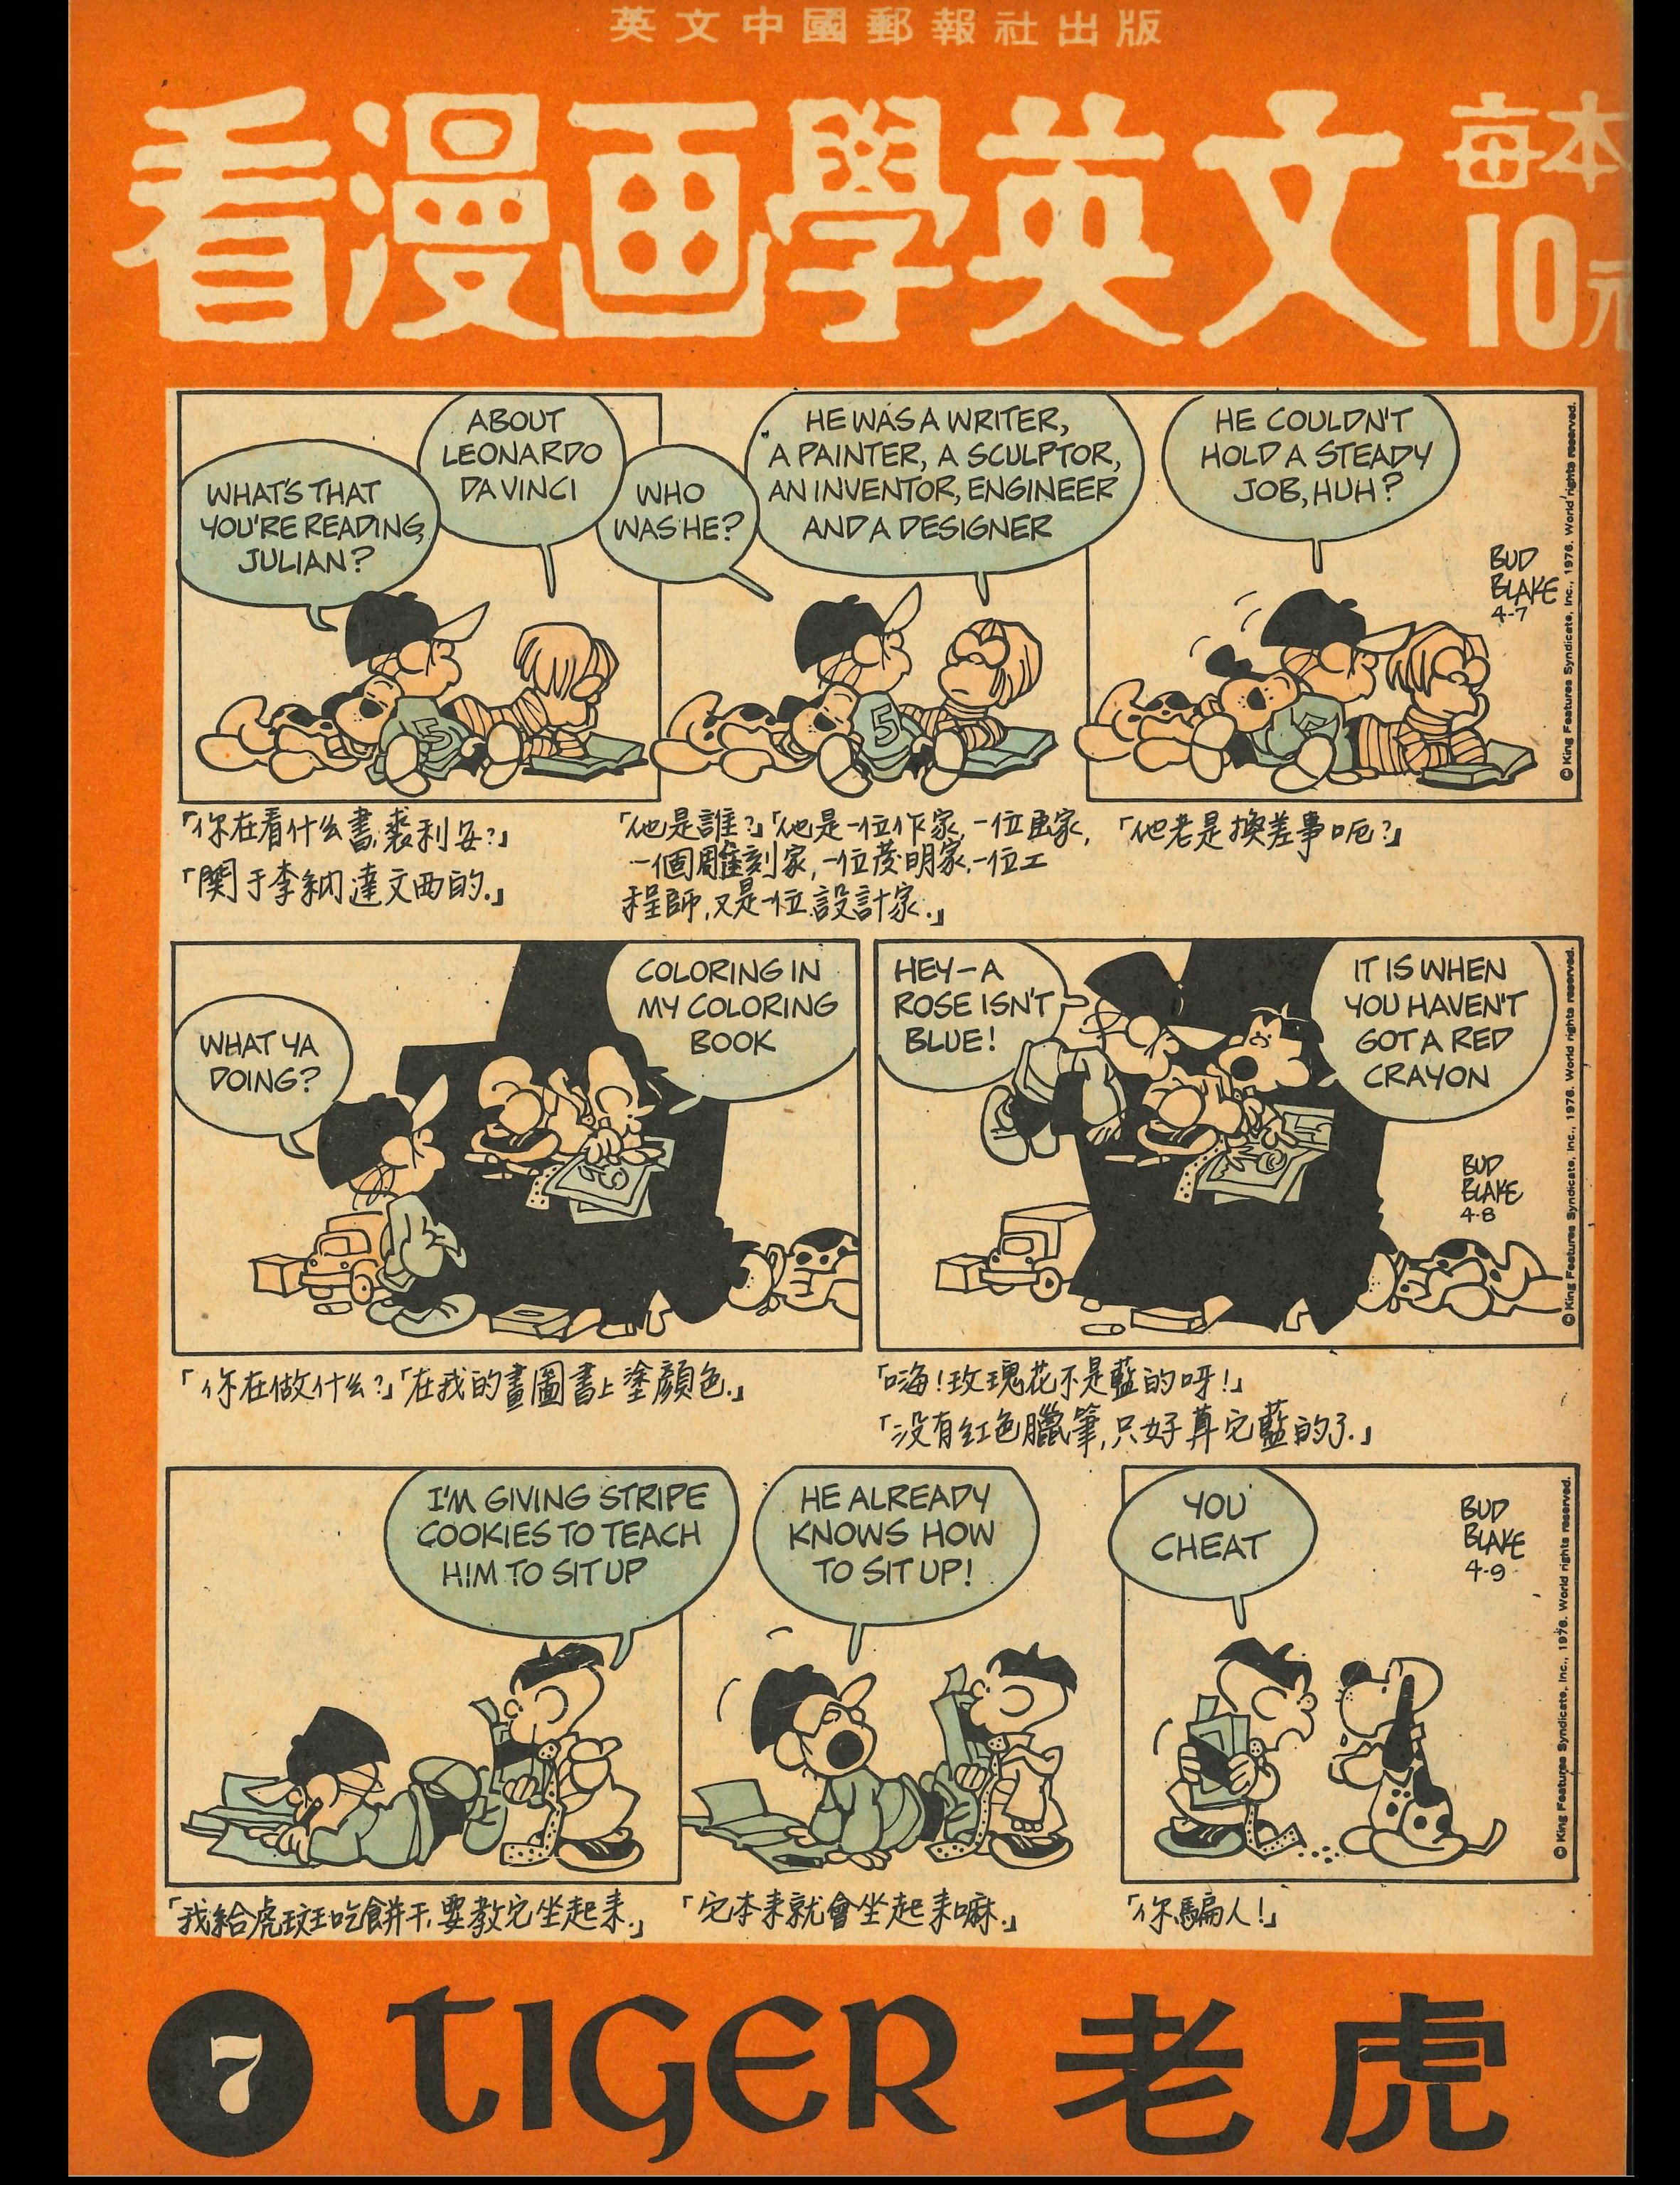 英文中國郵報社出版
看漫画學英文
每本
10元
WHAT'S THAT
YOU'RE READING,
JULIAN?
ABOUT
LEONARDO
DA VINCI
WHO
WAS HE?
HE WAS A WRITER,
A PAINTER, A SCULPTOR,
AN INVENTOR, ENGINEER
AND A DESIGNER
HE COULDN'T
HOLD A STEADY
JOB, HUH?
BUD
BLAKE
4-7
© King Features Syndicate, Inc., 1976. World rights reserved.
「你在看什么書,裘利安?」
「関于李納達文西的.」
「他是誰?」「他是一位作家,一位画家,
一個雕刻家,一位發明家,一位工
程師,又是一位設計家.」
「他老是換差事呃?」
WHAT YA
DOING?
COLORING IN
MY COLORING
BOOK
HEY-A
ROSE ISN'T
BLUE!
IT IS WHEN
YOU HAVEN'T
GOT A RED
CRAYON
BUD
BLAKE
4-8
© King Features Syndicate, Inc., 1976. World rights reserved.
「你在做什么?」「在我的畫圖書上塗顏色.」
「嗨!玫瑰花不是藍的呀!」
「没有紅色臘筆,只好算它藍的了.」
I'M GIVING STRIPE
COOKIES TO TEACH
HIM TO SIT UP
HE ALREADY
KNOWS HOW
TO SIT UP!
YOU
CHEAT
BUD
BLAKE
4-9
© King Features Syndicate, Inc., 1976. World rights reserved.
「我給虎斑吃餅干,要教它坐起来.」
「它本来就會坐起来嘛.」
「你騙人!」
7
TIGER 老虎